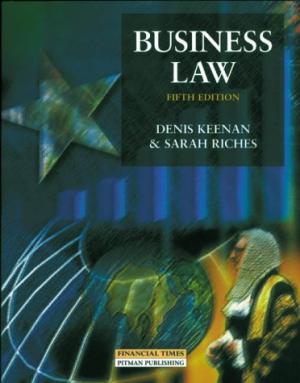 BUSINESS
LAW
FIFTH EDITION
DENIS KEENAN
& SARAH RICHES
FINANCIAL TIMES
PITMAN PUBLISHING